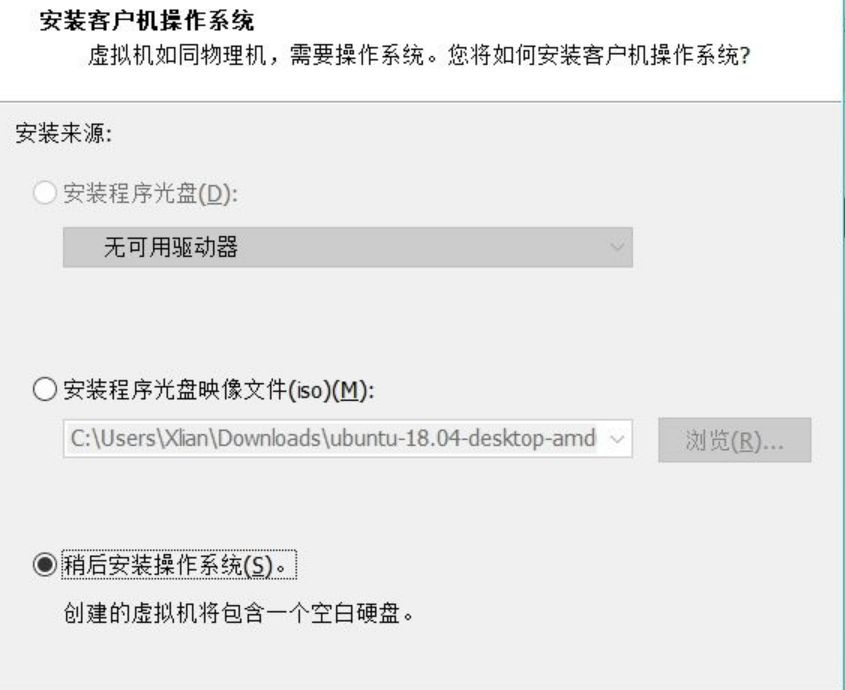 安装客户机操作系统
虚拟机如同物理机，需要操作系统。您将如何安装客户机操作系统?
安装来源:
安装程序光盘(D):
无可用驱动器
安装程序光盘映像文件(iso)(M):
C:\Users\Xlian\Downloads\ubuntu-18.04-desktop-amd
浏览(R)...
稍后安装操作系统(S)。
创建的虚拟机将包含一个空白硬盘。